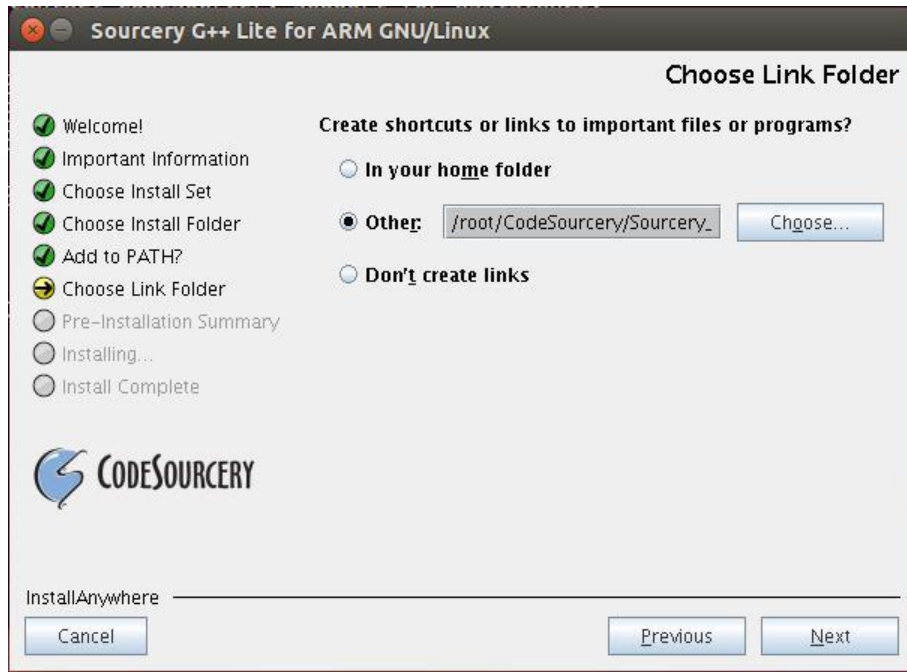 Sourcery G++ Lite for ARM GNU/Linux
Choose Link Folder
Welcome!
Important Information
Choose Install Set
Choose Install Folder
Add to PATH?
Choose Link Folder
Pre-Installation Summary
Installing...
Install Complete
Create shortcuts or links to important files or programs?
In your home folder
Other: /root/CodeSourcery/Sourcery_ Choose...
Don't create links
CODESOURCERY
InstallAnywhere
Cancel Previous Next